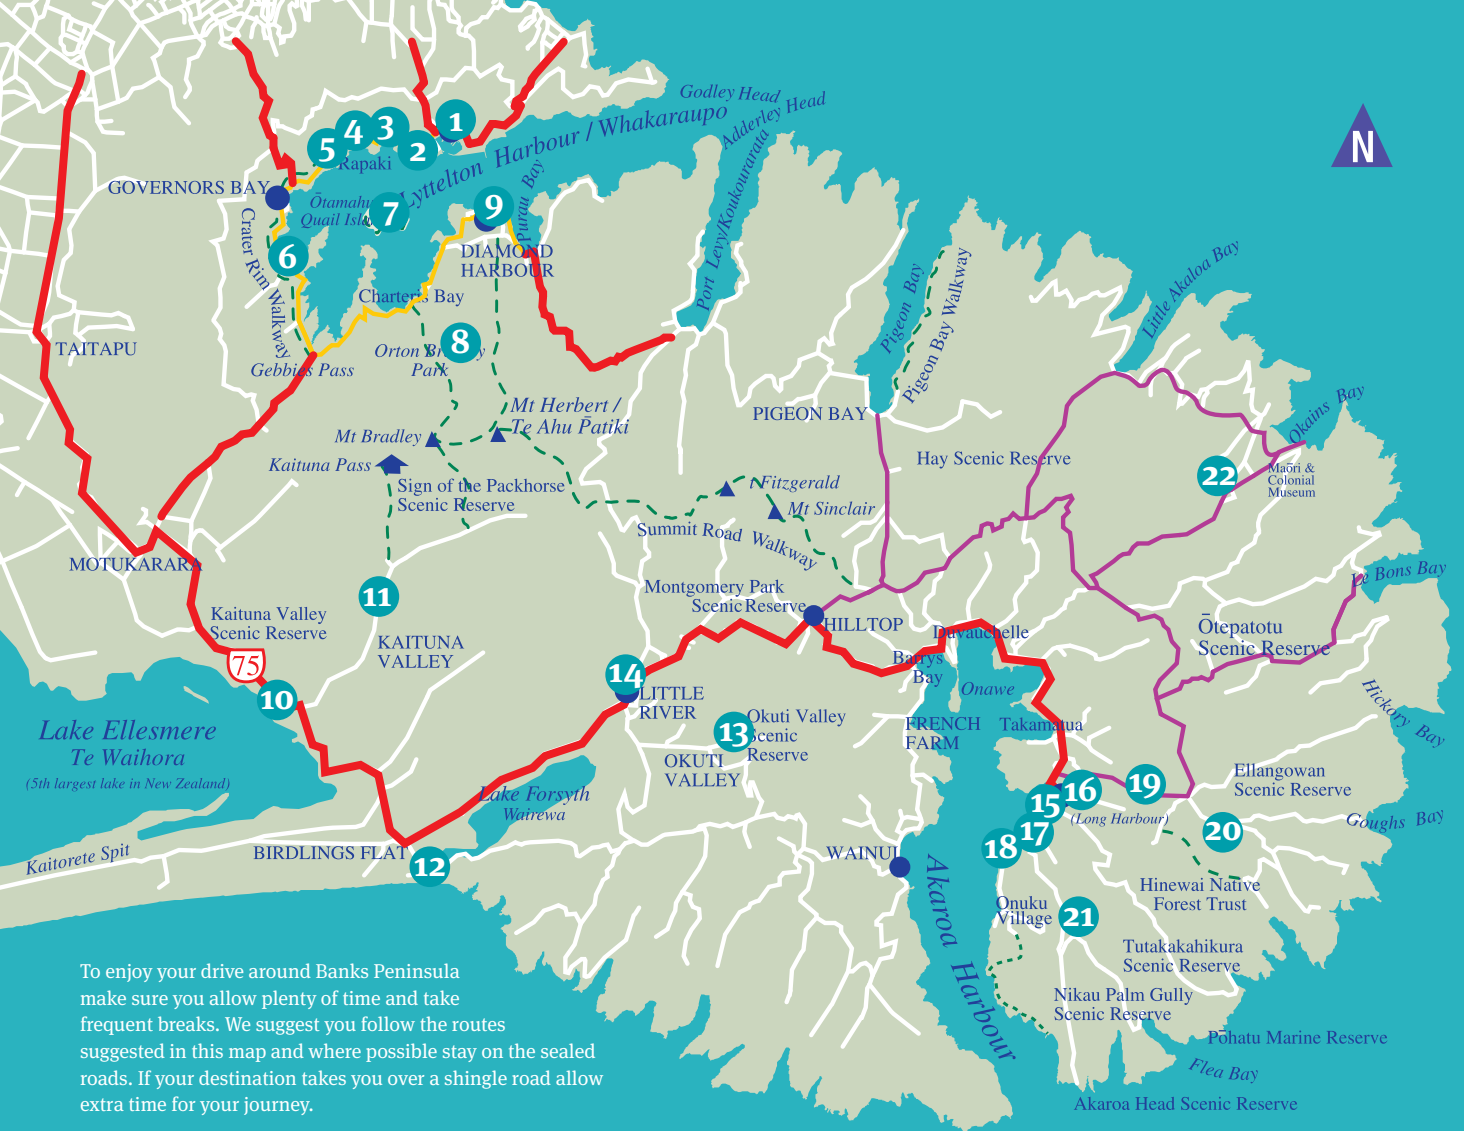 Godley Head
Adderley Head
Lyttelton Harbour / Whakaraupo
Port Levy/Koukourarata
N
1
2
3
4
5
Rapaki
GOVERNORS BAY
Quail
7
9
DIAMOND
HARBOUR
Crater Rim Walkway
6
Charteris Bay
8
Orton
Park
Gebbies Pass
TAITAPU
Pigeon Bay
Pigeon Bay Walkway
Little Akaloa Bay
Okains Bay
PIGEON BAY
Mt Herbert /
Te Ahu Pātiki
Mt Bradley
Kaituna Pass
Sign of the Packhorse
Scenic Reserve
Hay Scenic Reserve
22
Maōri &
Colonial
Museum
t Fitzgerald
Mt Sinclair
Summit Road Walkway
MOTUKARARA
11
Kaituna Valley
Scenic Reserve
KAITUNA
VALLEY
75
10
Montgomery Park
Scenic Reserve
HILLTOP
Duvauchelle
Barrys
Bay
Onawe
Le Bons Bay
Ōtepatotu
Scenic Reserve
Hickory Bay
14
LITTLE
RIVER
13
Okuti Valley
Scenic
Reserve
OKUTI
VALLEY
FRENCH
FARM
Takamatua
Lake Ellesmere
Te Waihora
(5th largest lake in New Zealand)
Lake Forsyth
Wairewa
Ellangowan
Scenic Reserve
15
16
19
(Long Harbour)
17
18
20
Goughs Bay
Kaitorete Spit
BIRDLINGS FLAT
12
WAINUI
Akaroa Harbour
Hinewai Native
Forest Trust
Onuku
Village
21
Tutakakahikura
Scenic Reserve
Nikau Palm Gully
Scenic Reserve
Pōhatu Marine Reserve
Flea Bay
Akaroa Head Scenic Reserve
To enjoy your drive around Banks Peninsula
make sure you allow plenty of time and take
frequent breaks. We suggest you follow the routes
suggested in this map and where possible stay on the sealed
roads. If your destination takes you over a shingle road allow
extra time for your journey.